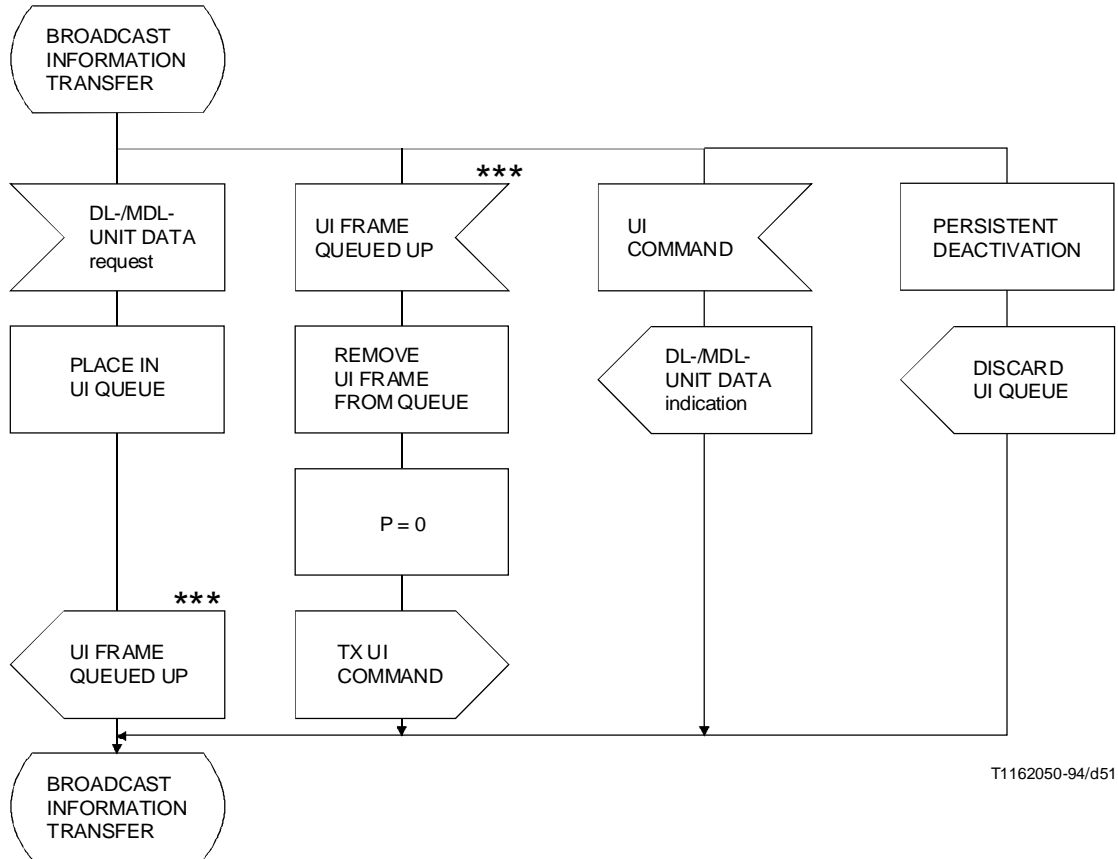 BROADCAST
INFORMATION
TRANSFER
***
DL-/MDL-
UNIT DATA
request
UI FRAME
QUEUED UP
UI
COMMAND
PERSISTENT
DEACTIVATION
PLACE IN
UI QUEUE
REMOVE
UI FRAME
FROM QUEUE
DL-/MDL-
UNIT DATA
indication
DISCARD
UI QUEUE
P = 0
***
UI FRAME
QUEUED UP
TX UI
COMMAND
T1162050-94/d51
BROADCAST
INFORMATION
TRANSFER